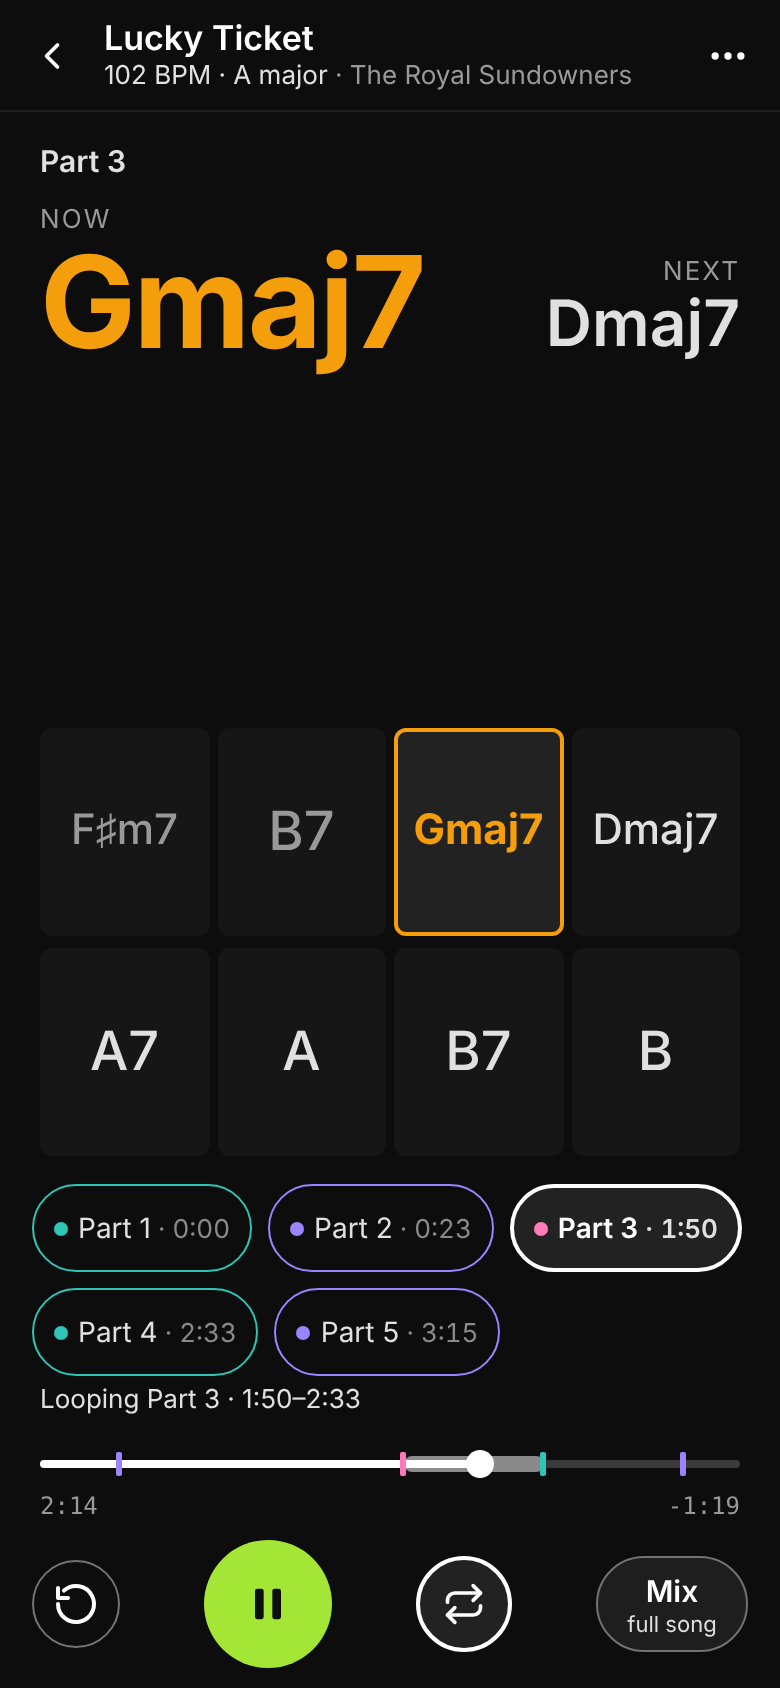 Lucky Ticket
102 BPM · A major · The Royal Sundowners
Part 3
NOW
Gmaj7
NEXT
Dmaj7
F♯m7 B7 Gmaj7 Dmaj7
A7 A B7 B
Part 1 · 0:00 Part 2 · 0:23 Part 3 · 1:50
Part 4 · 2:33 Part 5 · 3:15
Looping Part 3 · 1:50–2:33
2:14 -1:19
Mix
full song